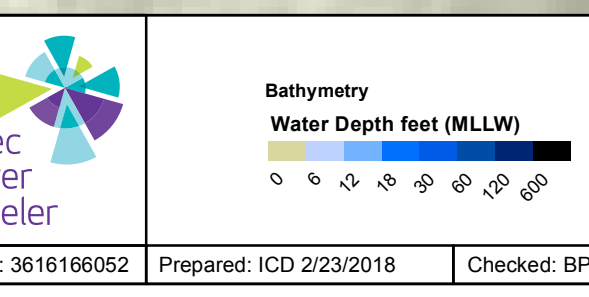 ec
er
eler
Bathymetry
Water Depth feet (MLLW)
0 6 12 18 30 60 120 600
: 3616166052
Prepared: ICD 2/23/2018
Checked: BP